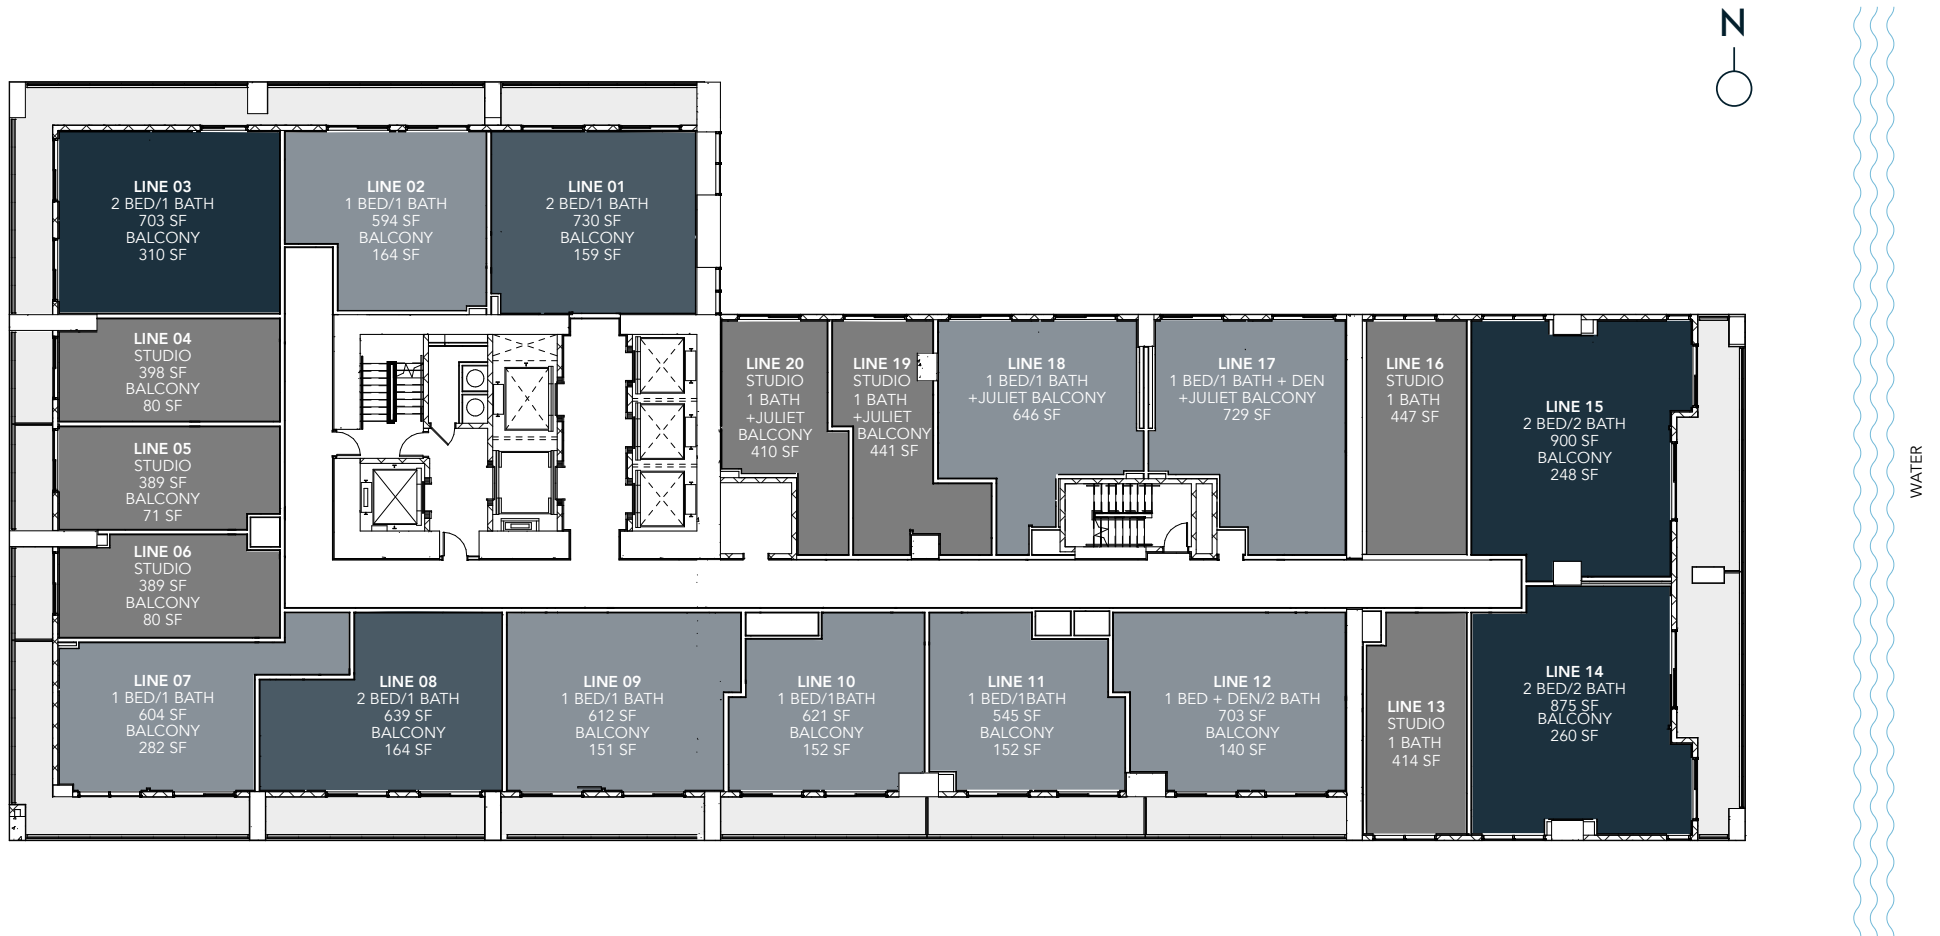 N
LINE 03
2 BED/1 BATH
703 SF
BALCONY
310 SF
LINE 02
1 BED/1 BATH
594 SF
BALCONY
164 SF
LINE 01
2 BED/1 BATH
730 SF
BALCONY
159 SF
LINE 04
STUDIO
398 SF
BALCONY
80 SF
LINE 05
STUDIO
389 SF
BALCONY
71 SF
LINE 06
STUDIO
389 SF
BALCONY
80 SF
LINE 20
STUDIO
1 BATH
+JULIET
BALCONY
410 SF
LINE 19
STUDIO
1 BATH
+JULIET
BALCONY
441 SF
LINE 18
1 BED/1 BATH
+JULIET BALCONY
646 SF
LINE 17
1 BED/1 BATH + DEN
+JULIET BALCONY
729 SF
LINE 16
STUDIO
1 BATH
447 SF
LINE 15
2 BED/2 BATH
900 SF
BALCONY
248 SF
WATER
LINE 07
1 BED/1 BATH
604 SF
BALCONY
282 SF
LINE 08
2 BED/1 BATH
639 SF
BALCONY
164 SF
LINE 09
1 BED/1 BATH
612 SF
BALCONY
151 SF
LINE 10
1 BED/1BATH
621 SF
BALCONY
152 SF
LINE 11
1 BED/1BATH
545 SF
BALCONY
152 SF
LINE 12
1 BED + DEN/2 BATH
703 SF
BALCONY
140 SF
LINE 13
STUDIO
1 BATH
414 SF
LINE 14
2 BED/2 BATH
875 SF
BALCONY
260 SF